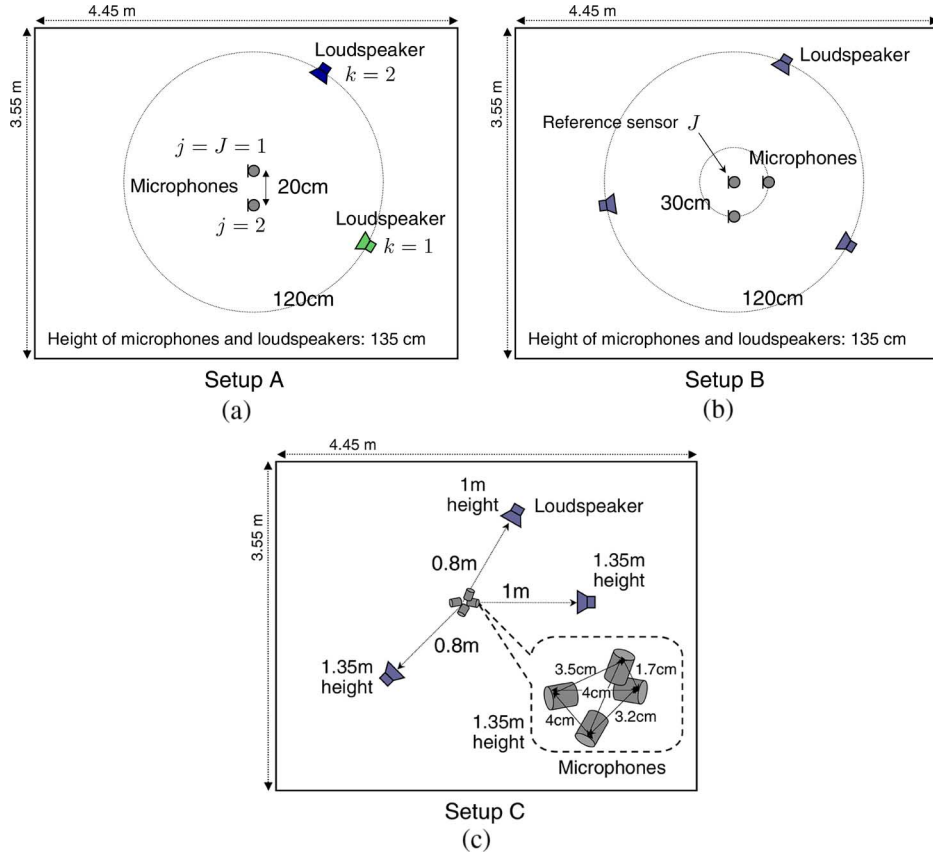 4.45 m
3.55 m
Loudspeaker
k = 2
j = J = 1
Microphones
20cm
j = 2
Loudspeaker
k = 1
120cm
Height of microphones and loudspeakers: 135 cm
Setup A
(a)
4.45 m
3.55 m
Loudspeaker
Reference sensor J
Microphones
30cm
120cm
Height of microphones and loudspeakers: 135 cm
Setup B
(b)
4.45 m
3.55 m
1m
height
Loudspeaker
0.8m
1.35m
height
1m
0.8m
1.35m
height
3.5cm
1.7cm
4cm
4cm
3.2cm
1.35m
height
Microphones
Setup C
(c)